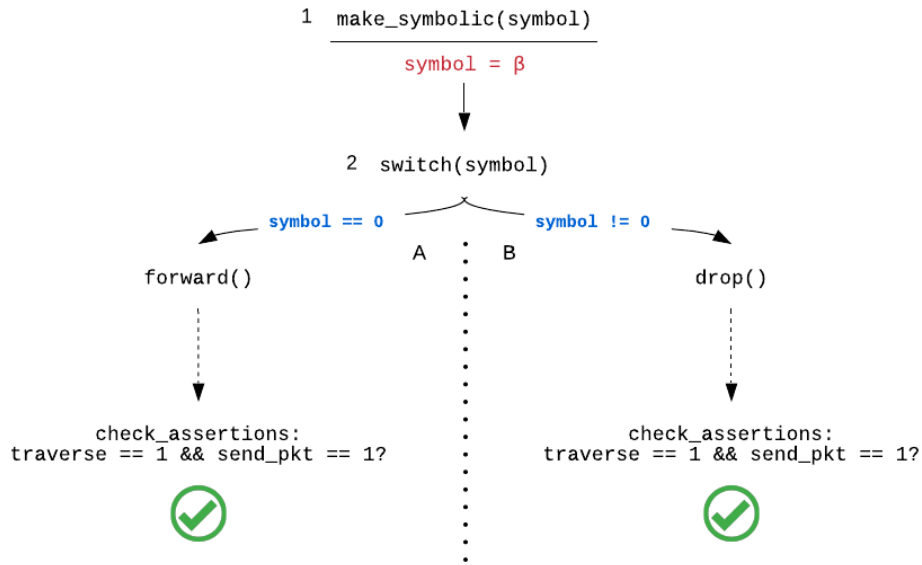 1 make_symbolic(symbol)
symbol = β
2 switch(symbol)
symbol == 0
symbol != 0
A
B
forward()
drop()
check_assertions:
traverse == 1 && send_pkt == 1?
check_assertions:
traverse == 1 && send_pkt == 1?